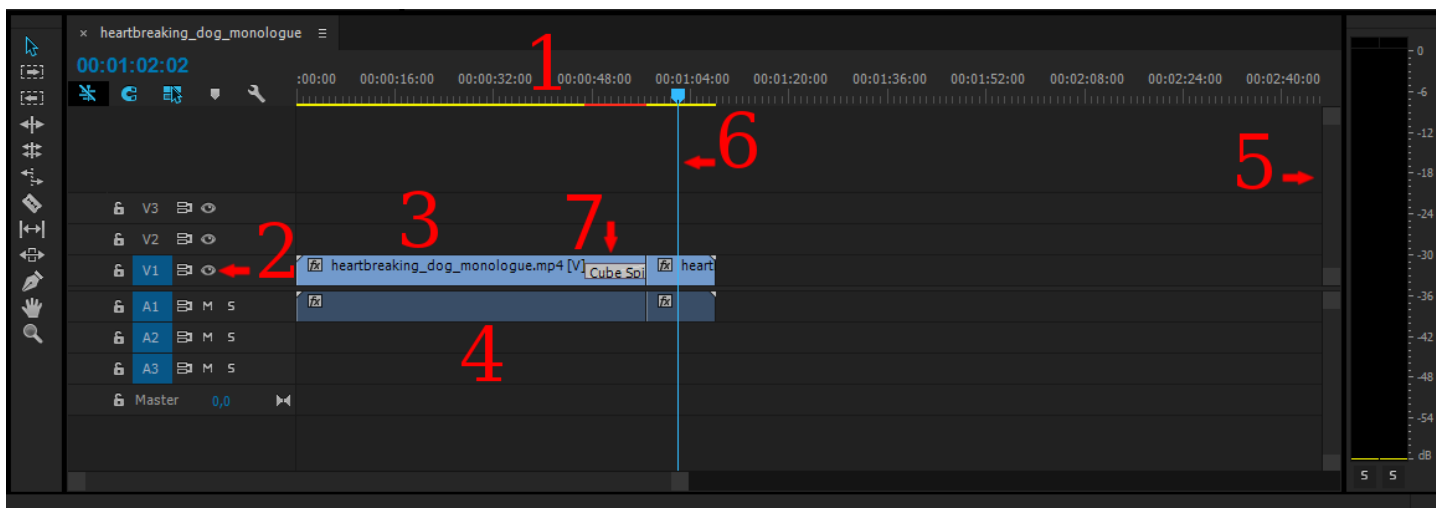 × heartbreaking_dog_monologue ≡
1
00:01:02:02
:00:00 00:00:16:00 00:00:32:00 00:00:48:00 00:01:04:00 00:01:20:00 00:01:36:00 00:01:52:00 00:02:08:00 00:02:24:00 00:02:40:00
6
5
V3
3
7
V2
2
V1
fx heartbreaking_dog_monologue.mp4 [V] Cube Spi fx heart
A1 M S fx fx
4
A2 M S
A3 M S
Master 0,0
0
-6
-12
-18
-24
-30
-36
-42
-48
-54
dB
S S